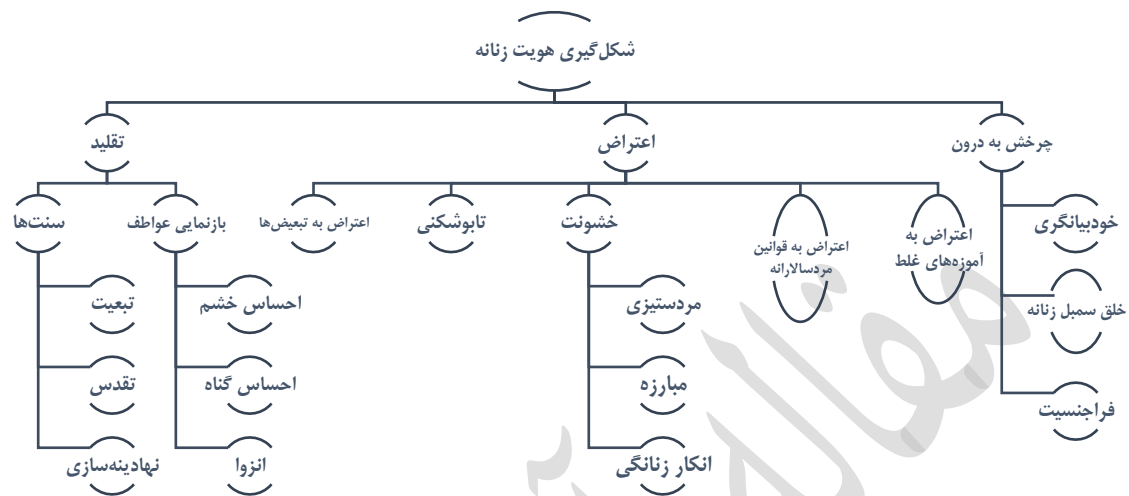 شکل‌گیری هویت زنانه
چرخش به درون
اعتراض
تقلید
خودبیانگری
خلق سمبل زنانه
فراجنسیت
اعتراض به
آموزه‌های غلط
اعتراض به قوانین
مردسالارانه
خشونت
تابوشکنی
اعتراض به تبعیض‌ها
مردستیزی
مبارزه
انکار زنانگی
بازنمایی عواطف
سنت‌ها
احساس خشم
احساس گناه
انزوا
تبعیت
تقدس
نهادینه‌سازی
مقاله